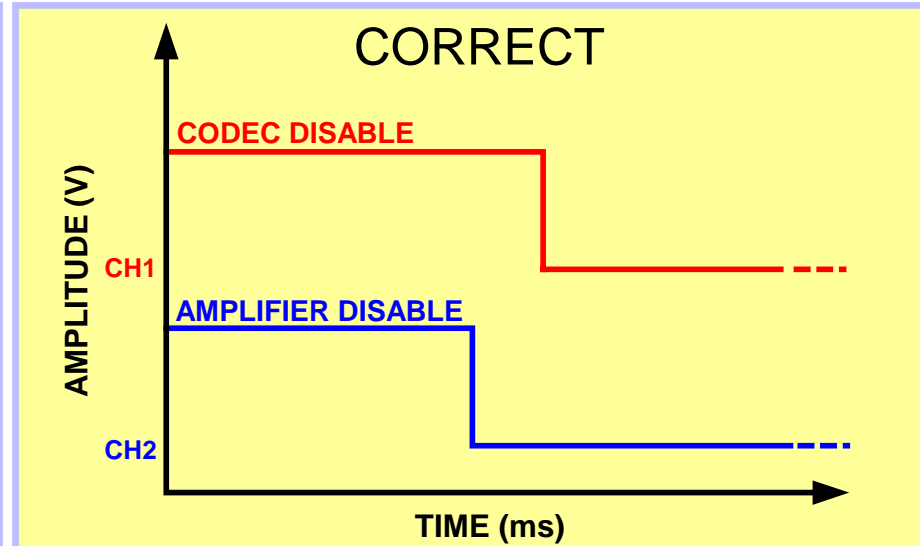 CORRECT
CODEC DISABLE
AMPLITUDE (V)
CH1
AMPLIFIER DISABLE
CH2
TIME (ms)